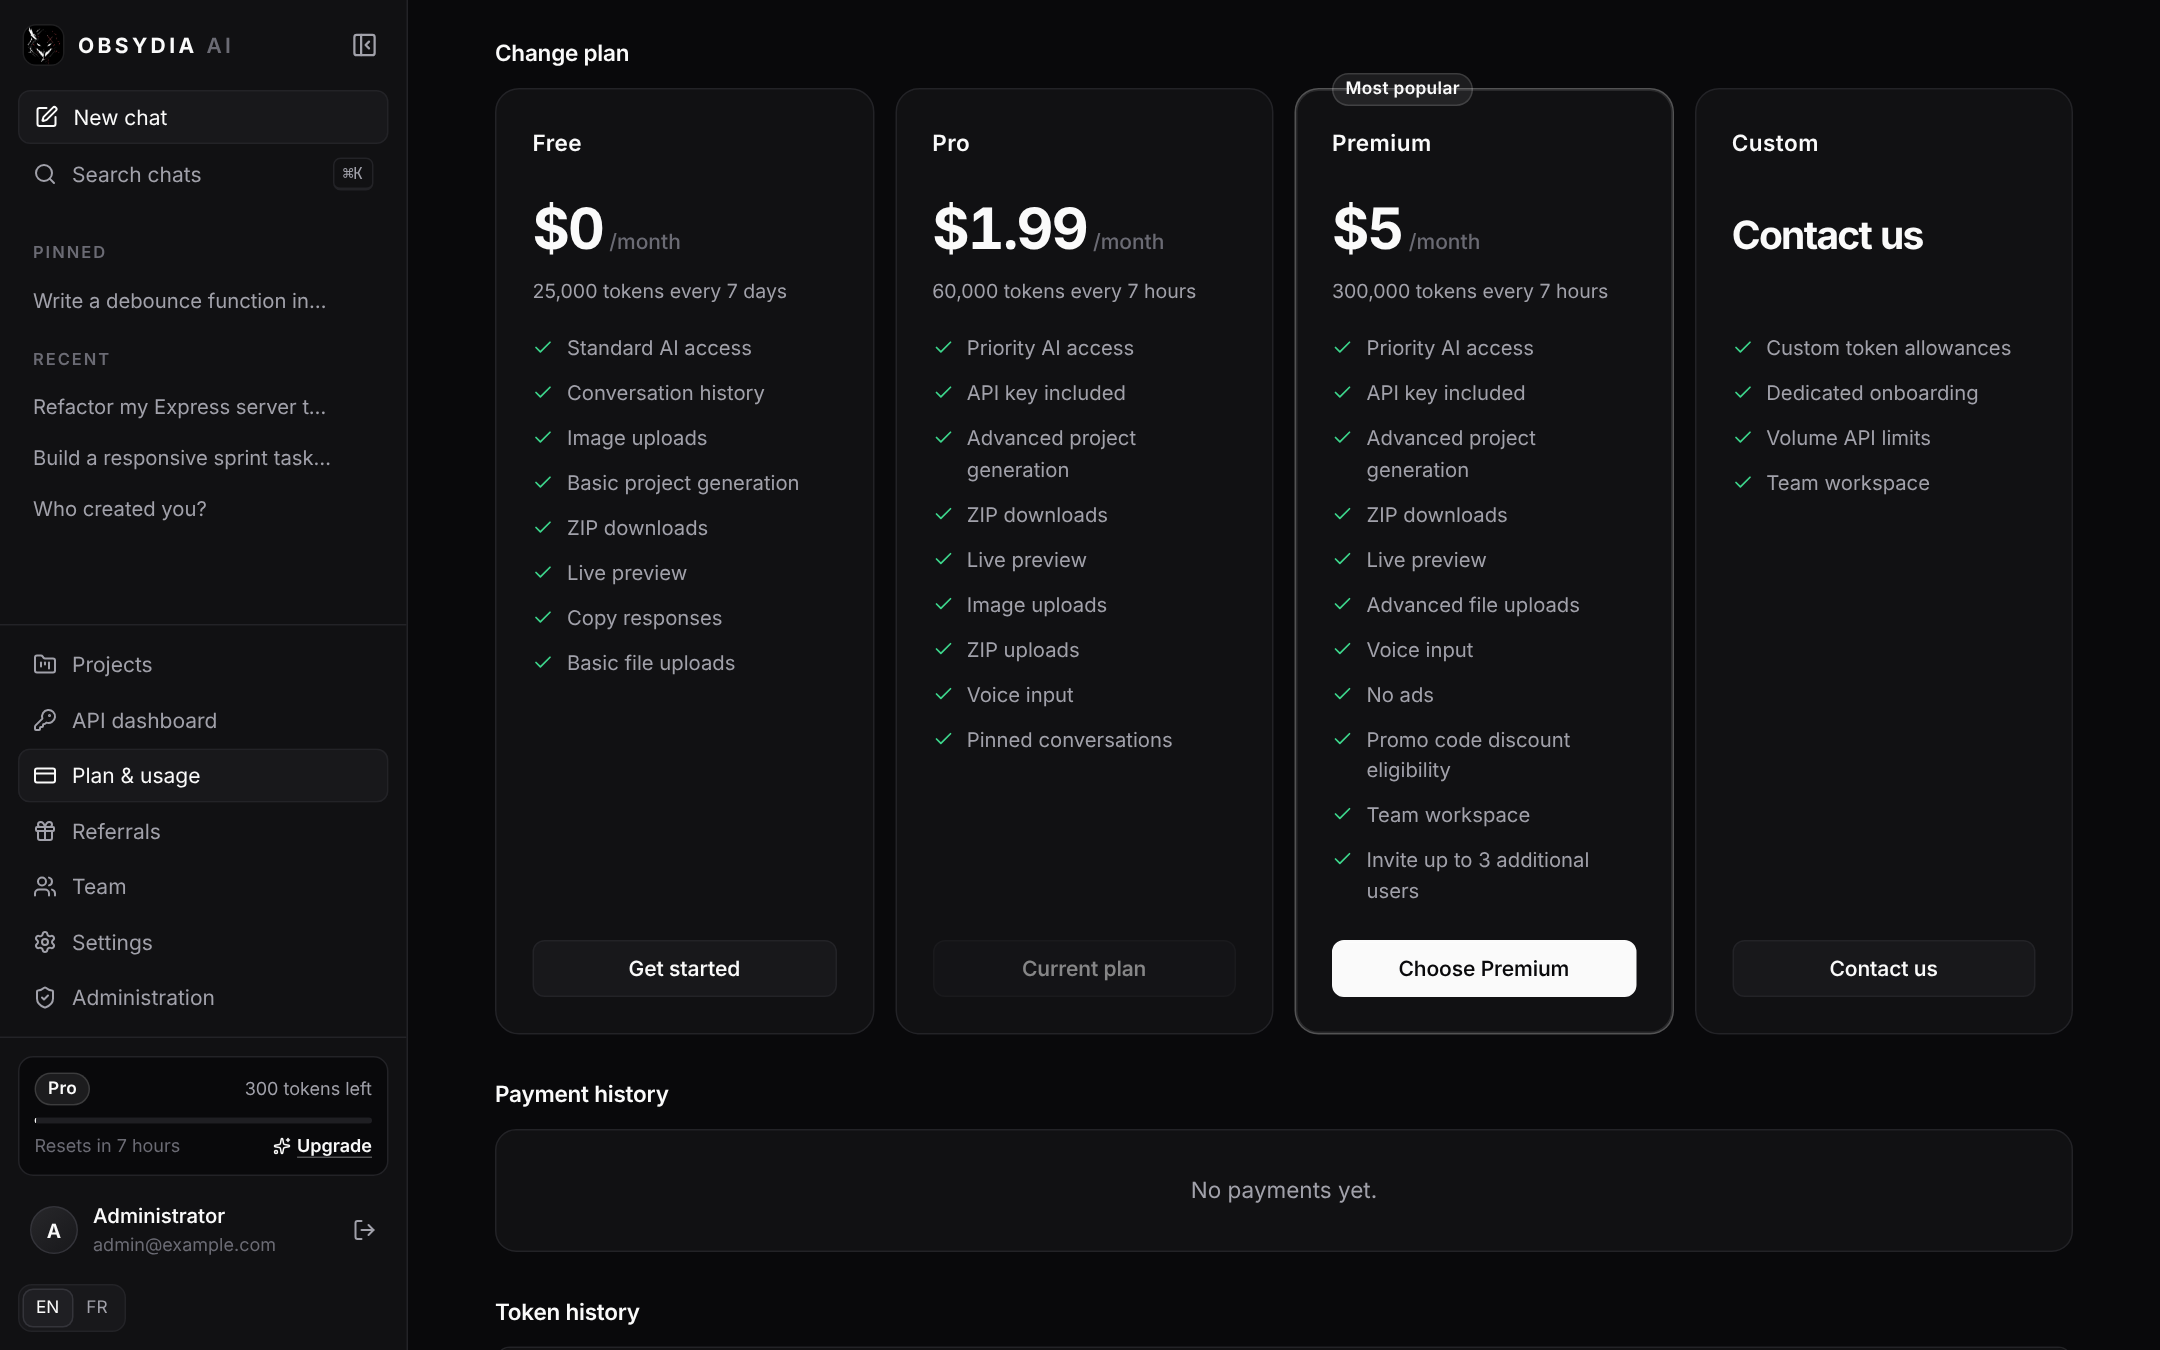 OBSYDIA AI
New chat
Search chats
⌘K
PINNED
Write a debounce function in...
RECENT
Refactor my Express server t...
Build a responsive sprint task...
Who created you?
Projects
API dashboard
Plan & usage
Referrals
Team
Settings
Administration
Pro
300 tokens left
Resets in 7 hours
Upgrade
A
Administrator
admin@example.com
EN
FR
Change plan
Free
$0 /month
25,000 tokens every 7 days
Standard AI access
Conversation history
Image uploads
Basic project generation
ZIP downloads
Live preview
Copy responses
Basic file uploads
Get started
Pro
$1.99 /month
60,000 tokens every 7 hours
Priority AI access
API key included
Advanced project
generation
ZIP downloads
Live preview
Image uploads
ZIP uploads
Voice input
Pinned conversations
Current plan
Most popular
Premium
$5 /month
300,000 tokens every 7 hours
Priority AI access
API key included
Advanced project
generation
ZIP downloads
Live preview
Advanced file uploads
Voice input
No ads
Promo code discount
eligibility
Team workspace
Invite up to 3 additional
users
Choose Premium
Custom
Contact us
Custom token allowances
Dedicated onboarding
Volume API limits
Team workspace
Contact us
Payment history
No payments yet.
Token history